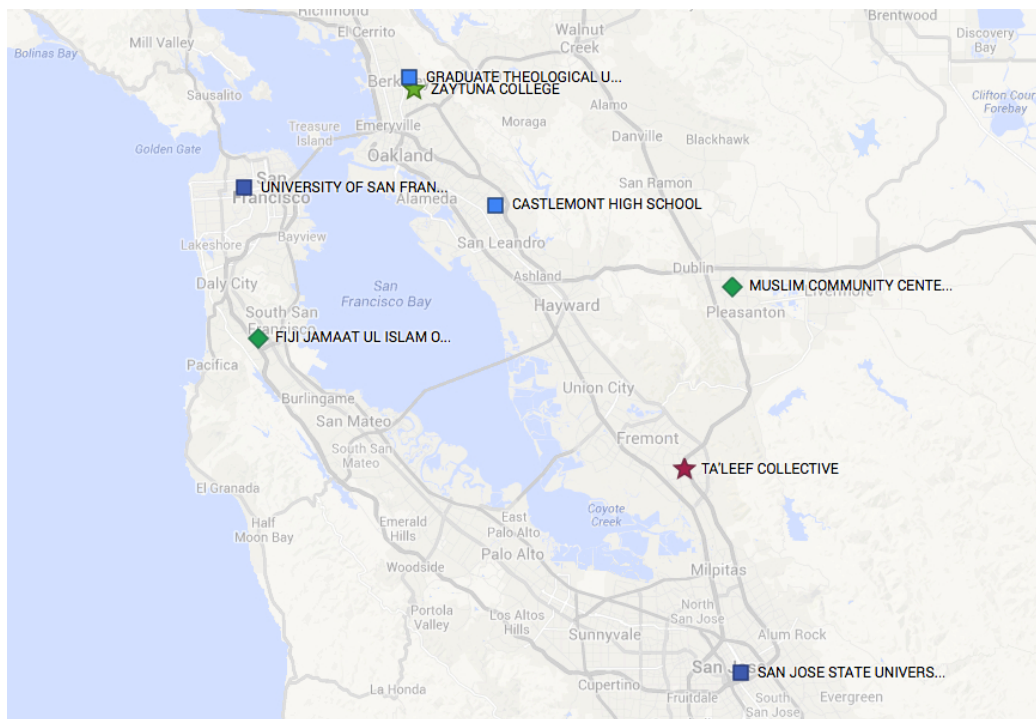 Richmond
Bolinas Bay
Mill Valley
El Cerrito
Walnut
Creek
Brentwood
Discovery
Bay
Berkeley
GRADUATE THEOLOGICAL U...
ZAYTUNA COLLEGE
Sausalito
Alamo
Clifton Court
Forebay
Treasure
Island
Emeryville
Moraga
Danville
Blackhawk
Golden Gate
Oakland
San
Francisco
UNIVERSITY OF SAN FRAN...
Alameda
San Ramon
CASTLEMONT HIGH SCHOOL
Lakeshore
Bayview
San Leandro
Daly City
San
Francisco Bay
Ashland
Dublin
MUSLIM COMMUNITY CENTE...
Livermore
Hayward
Pleasanton
South San
Francisco
FIJI JAMAAT UL ISLAM O...
Pacifica
Burlingame
Union City
San Mateo
Fremont
South San
Mateo
TA'LEEF COLLECTIVE
El Granada
Half
Moon Bay
Emerald
Hills
East
Palo Alto
Coyote
Creek
Palo Alto
Woodside
Milpitas
Portola
Valley
Los Altos
Hills
North
San Jose
Sunnyvale
Alum Rock
San Jose
SAN JOSE STATE UNIVERS...
La Honda
Cupertino
Fruitdale
South
San Jose
Evergreen